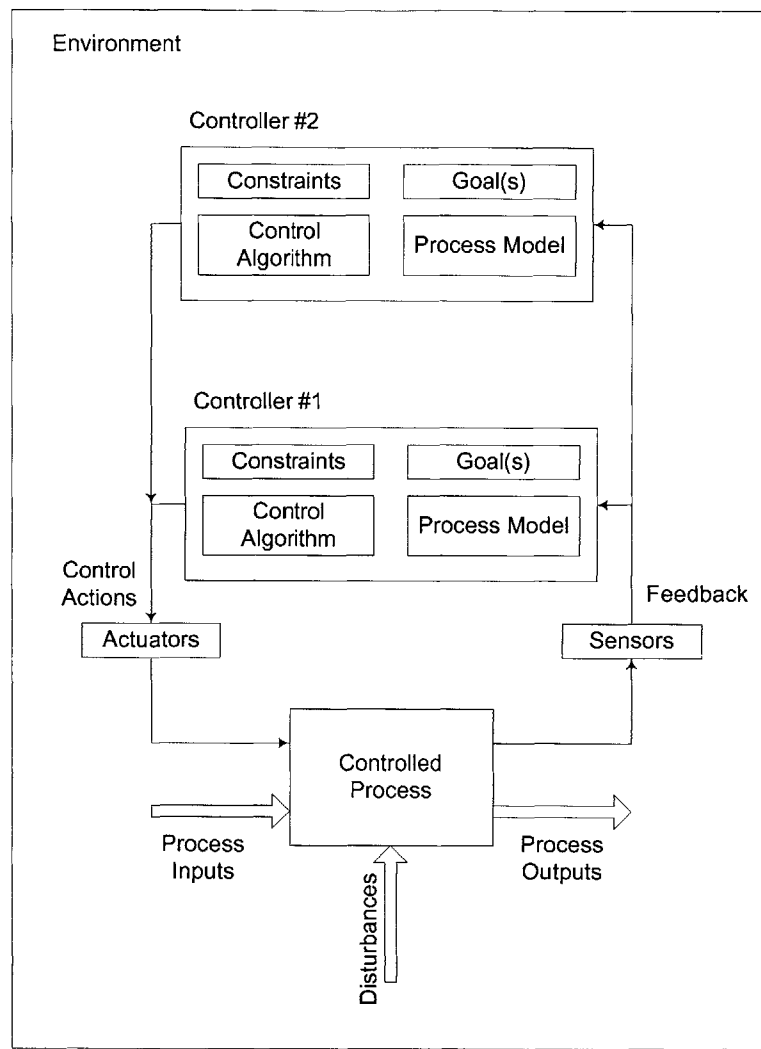 Environment
Controller #2
Constraints
Goal(s)
Control
Algorithm
Process Model
Controller #1
Constraints
Goal(s)
Control
Algorithm
Process Model
Control
Actions
Feedback
Actuators
Sensors
Controlled
Process
Process
Inputs
Process
Outputs
Disturbances